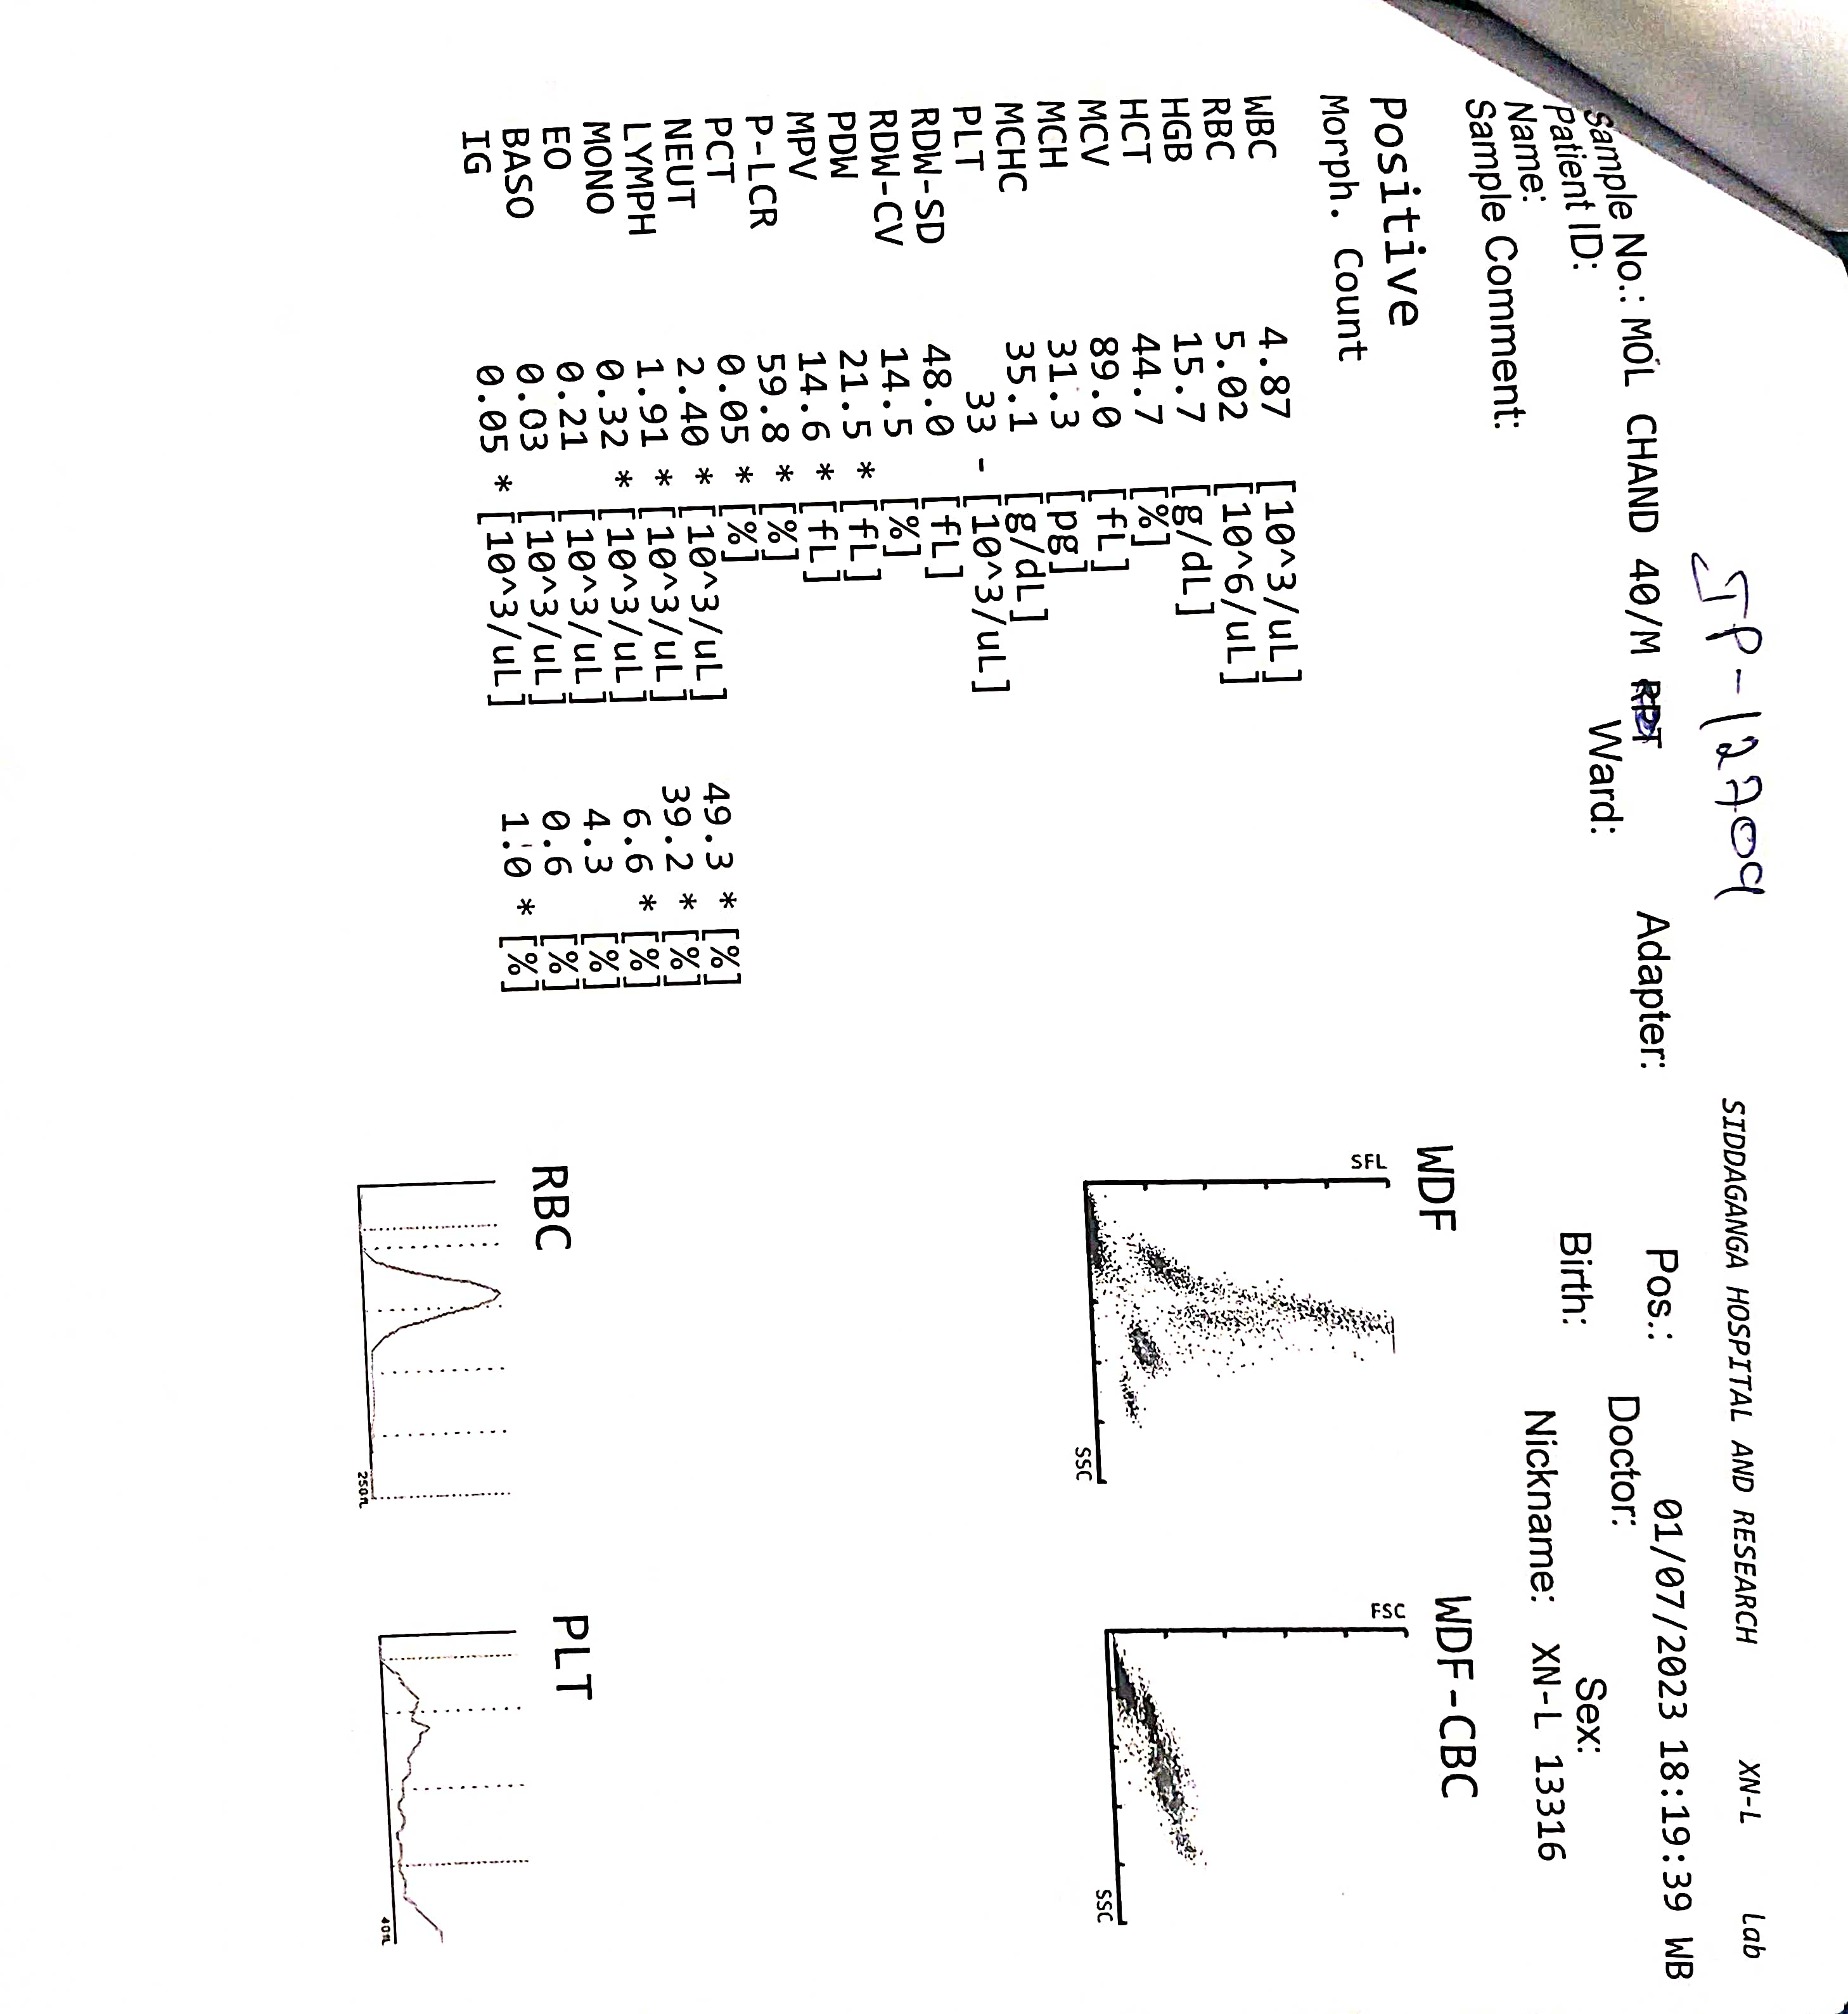 SP-12709
SIDDAGANGA HOSPITAL AND RESEARCH XN-L Lab
Sample No.: MOL CHAND 40/M RPT Adapter: Pos.: 01/07/2023 18:19:39 WB
Patient ID: Ward: Doctor:
Name: Birth: Sex:
Sample Comment: Nickname: XN-L 13316
Positive
Morph. Count
WBC 4.87 [10^3/uL]
RBC 5.02 [10^6/uL]
HGB 15.7 [g/dL]
HCT 44.7 [%]
MCV 89.0 [fL]
MCH 31.3 [pg]
MCHC 35.1 [g/dL]
PLT 33 - [10^3/uL]
RDW-SD 48.0 [fL]
RDW-CV 14.5 [%]
PDW 21.5 * [fL]
MPV 14.6 * [fL]
P-LCR 59.8 * [%]
PCT 0.05 * [%]
NEUT 2.40 * [10^3/uL] 49.3 * [%]
LYMPH 1.91 * [10^3/uL] 39.2 * [%]
MONO 0.32 * [10^3/uL] 6.6 * [%]
EO 0.21 [10^3/uL] 4.3 [%]
BASO 0.03 [10^3/uL] 0.6 [%]
IG 0.05 * [10^3/uL] 1.0 * [%]
WDF
SFL
SSC
WDF-CBC
FSC
SSC
RBC
250fL
PLT
40fL